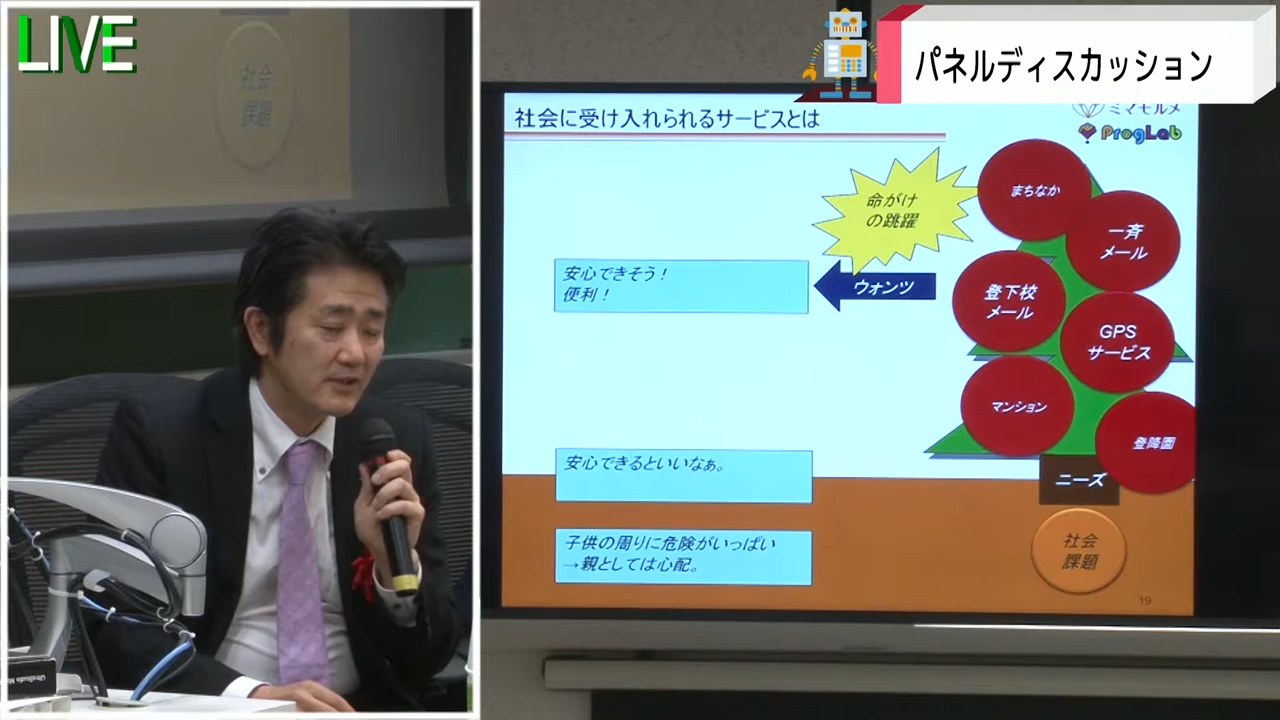 LIVE
社会
課題
パネルディスカッション
社会に受け入れられるサービスとは
ミマモルメ
ProgLab
まちなか
命がけ
の跳躍
一斉
メール
安心できそう！
便利！
ウォンツ
登下校
メール
GPS
サービス
マンション
登降園
安心できるといいなぁ。
ニーズ
子供の周りに危険がいっぱい
→親としては心配。
社会
課題
19